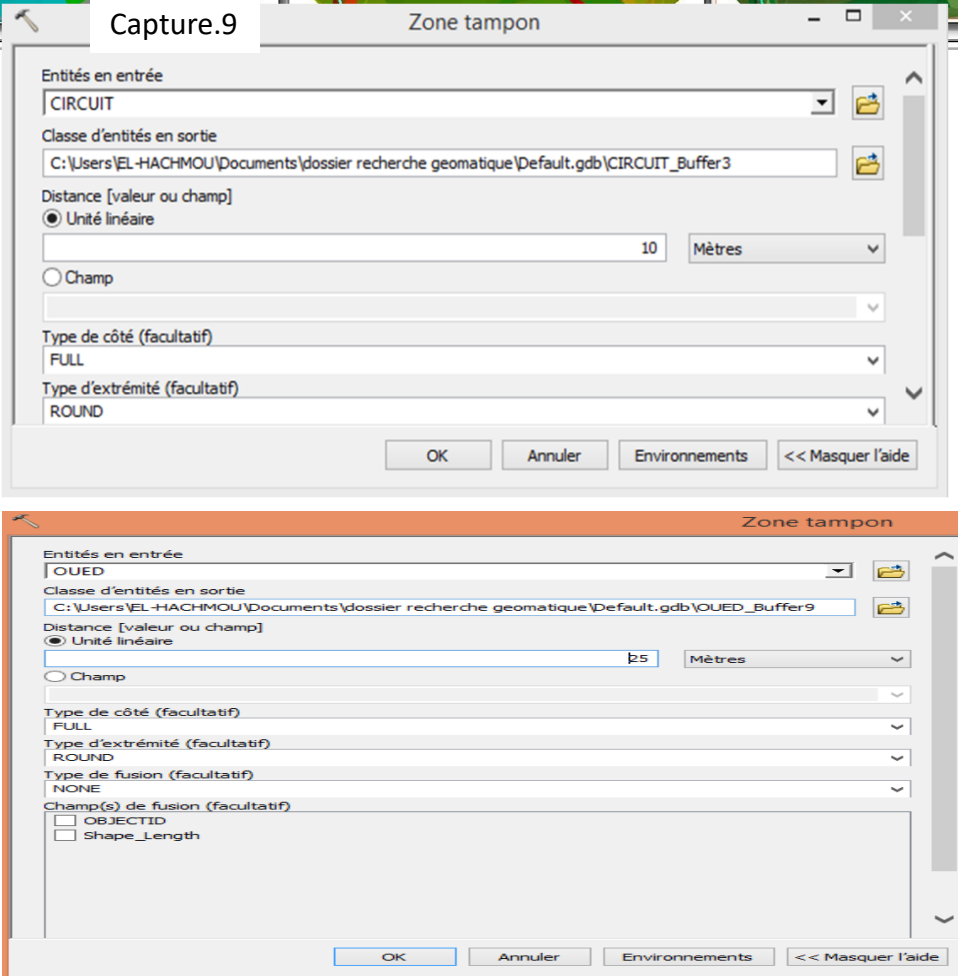 Capture.9
Zone tampon
Entités en entrée
CIRCUIT
Classe d'entités en sortie
C:\Users\EL-HACHMOU\Documents\dossier recherche geomatique\Default.gdb\CIRCUIT_Buffer3
Distance [valeur ou champ]
Unité linéaire
10 Mètres
Champ
Type de côté (facultatif)
FULL
Type d'extrémité (facultatif)
ROUND
OK Annuler Environnements << Masquer l'aide
Zone tampon
Entités en entrée
OUED
Classe d'entités en sortie
C:\Users\EL-HACHMOU\Documents\dossier recherche geomatique\Default.gdb\OUED_Buffer9
Distance [valeur ou champ]
Unité linéaire
25 Mètres
Champ
Type de côté (facultatif)
FULL
Type d'extrémité (facultatif)
ROUND
Type de fusion (facultatif)
NONE
Champ(s) de fusion (facultatif)
OBJECTID
Shape_Length
OK Annuler Environnements << Masquer l'aide